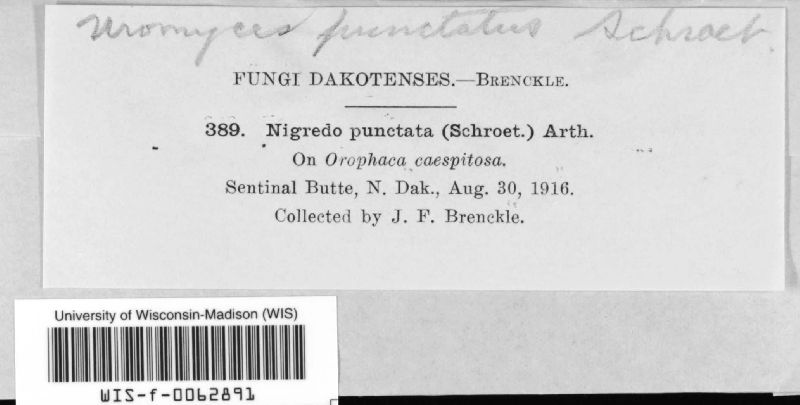 Uromyces punctatus Schroet.
FUNGI DAKOTENSES.—BRENCKLE.
389. Nigredo punctata (Schroet.) Arth.
On Orophaca caespitosa.
Sentinal Butte, N. Dak., Aug. 30, 1916.
Collected by J. F. Brenckle.
University of Wisconsin-Madison (WIS)
WIS-f-0062891